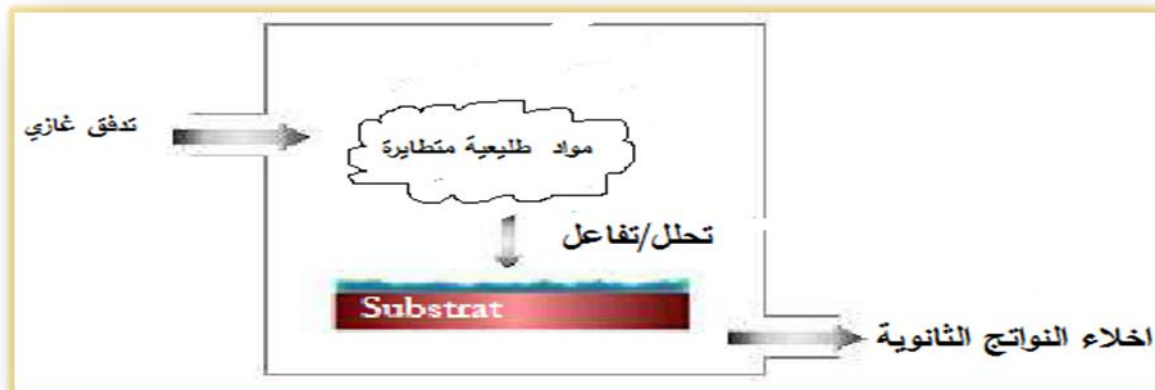 تدفق غازي
مواد طليعية متطايرة
تحلل/تفاعل
Substrat
اخلاء النواتج الثانوية